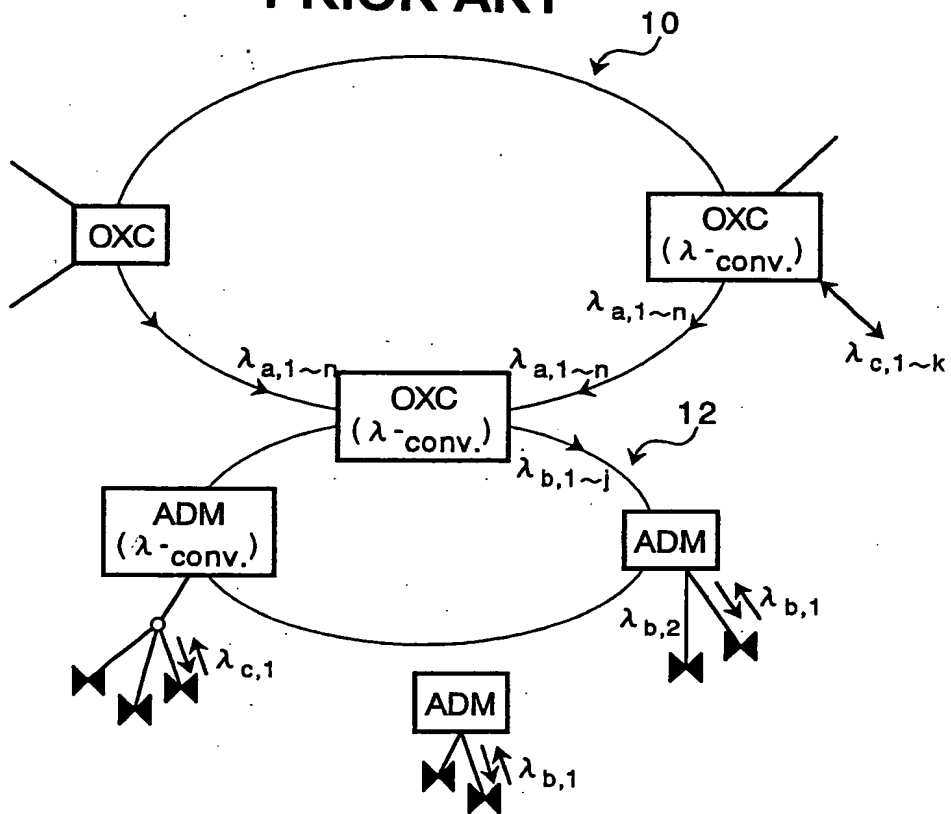 PRIOR ART
10
OXC
OXC
(λ-conv.)
λa,1~n
λc,1~k
λa,1~n
λa,1~n
OXC
(λ-conv.)
12
λb,1~j
ADM
(λ-conv.)
ADM
λb,2
λb,1
λc,1
ADM
λb,1